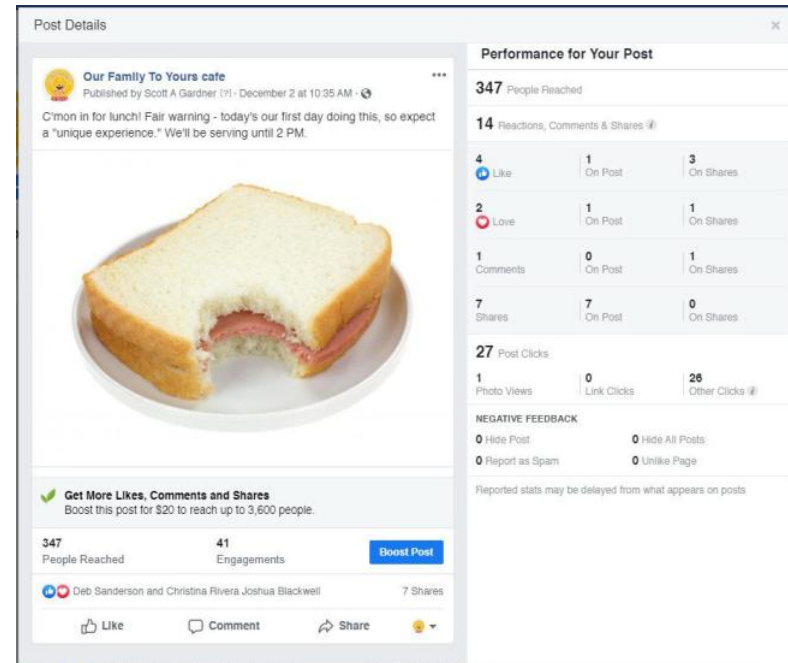 Post Details
Our Family To Yours cafe
Published by Scott A Gardner [?] · December 2 at 10:35 AM ·
C'mon in for lunch! Fair warning - today's our first day doing this, so expect
a "unique experience." We'll be serving until 2 PM.
Get More Likes, Comments and Shares
Boost this post for $20 to reach up to 3,600 people.
347 41
People Reached Engagements Boost Post
Deb Sanderson and Christina Rivera Joshua Blackwell 7 Shares
Like Comment Share
Performance for Your Post
347 People Reached
14 Reactions, Comments & Shares
4 1 3
Like On Post On Shares
2 1 1
Love On Post On Shares
1 0 1
Comments On Post On Shares
7 7 0
Shares On Post On Shares
27 Post Clicks
1 0 26
Photo Views Link Clicks Other Clicks
NEGATIVE FEEDBACK
0 Hide Post 0 Hide All Posts
0 Report as Spam 0 Unlike Page
Reported stats may be delayed from what appears on posts